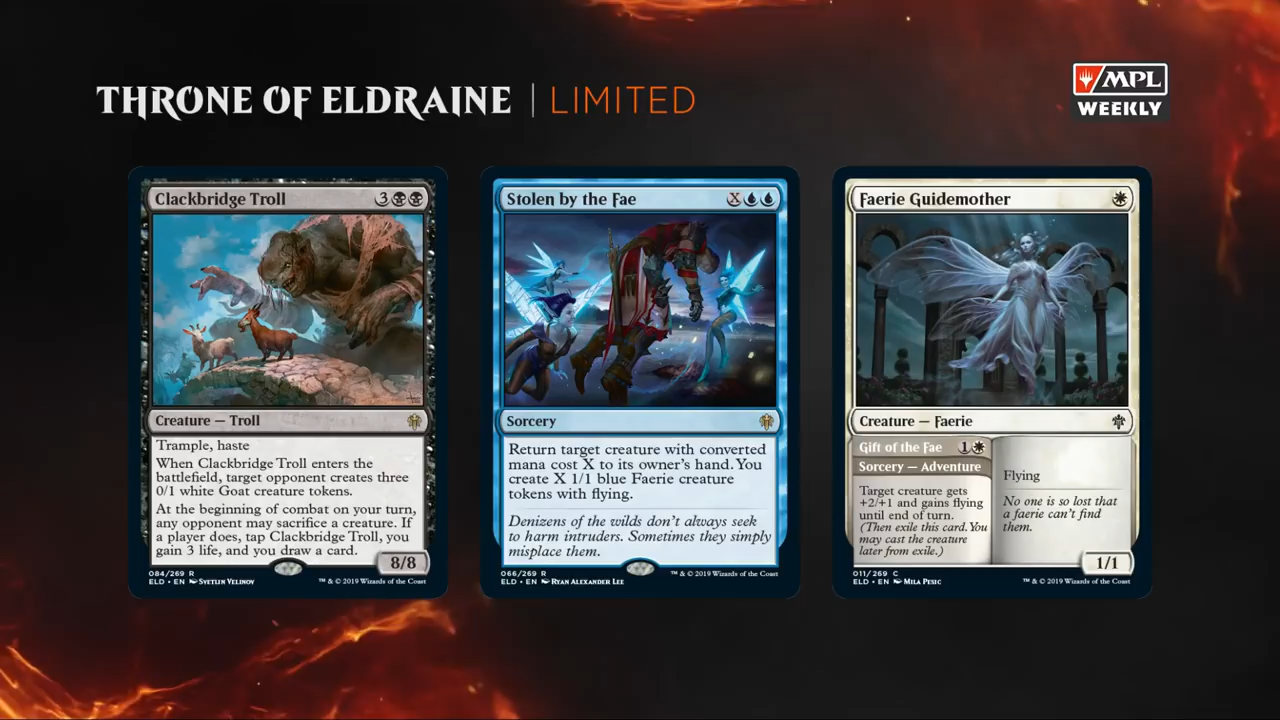 THRONE OF ELDRAINE | LIMITED
MPL
WEEKLY
Clackbridge Troll 3
Creature — Troll
Trample, haste
When Clackbridge Troll enters the
battlefield, target opponent creates three
0/1 white Goat creature tokens.
At the beginning of combat on your turn,
any opponent may sacrifice a creature. If
a player does, tap Clackbridge Troll, you
gain 3 life, and you draw a card.
8/8
084/269 R
ELD • EN SVETLIN VELINOV ™ & © 2019 Wizards of the Coast
Stolen by the Fae X
Sorcery
Return target creature with converted
mana cost X to its owner's hand. You
create X 1/1 blue Faerie creature
tokens with flying.
Denizens of the wilds don't always seek
to harm intruders. Sometimes they simply
misplace them.
066/269 R
ELD • EN RYAN ALEXANDER LEE ™ & © 2019 Wizards of the Coast
Faerie Guidemother
Creature — Faerie
Gift of the Fae 1
Sorcery — Adventure
Target creature gets
+2/+1 and gains flying
until end of turn.
(Then exile this card. You
may cast the creature
later from exile.)
Flying
No one is so lost that
a faerie can't find
them.
1/1
011/269 C
ELD • EN MILA PESIC ™ & © 2019 Wizards of the Coast